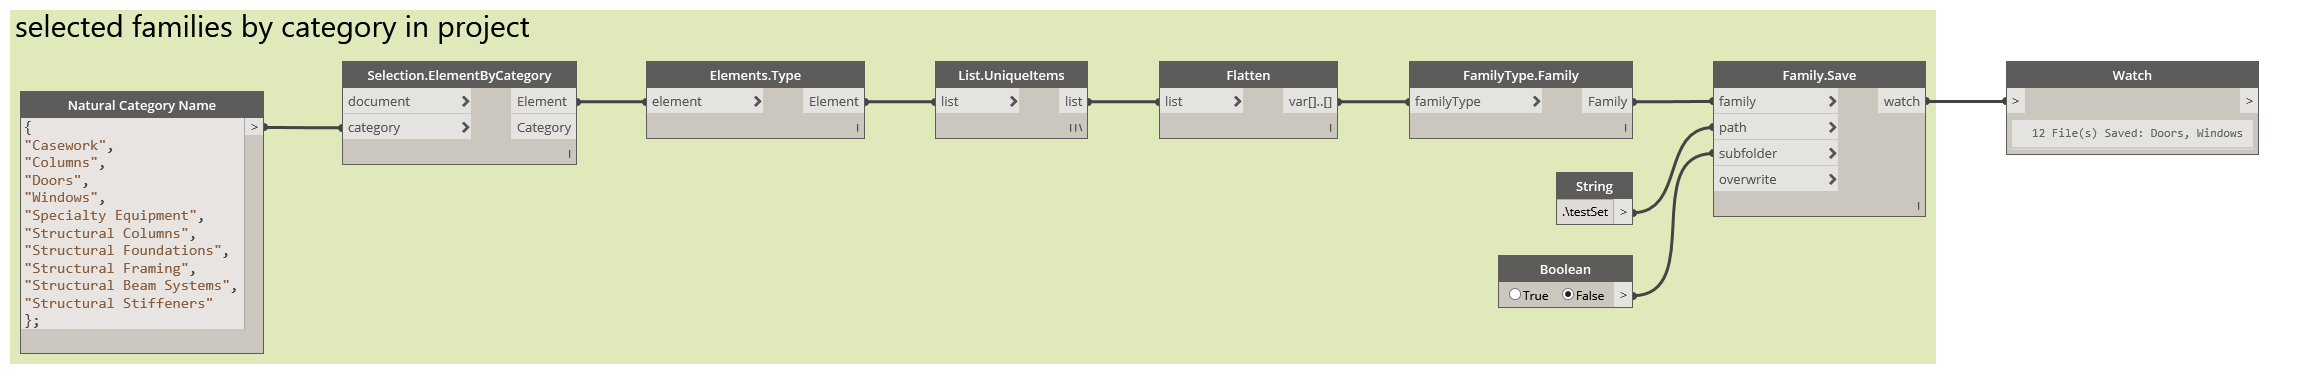 selected families by category in project
Natural Category Name
{
"Casework",
"Columns",
"Doors",
"Windows",
"Specialty Equipment",
"Structural Columns",
"Structural Foundations",
"Structural Framing",
"Structural Beam Systems",
"Structural Stiffeners"
};
>
Selection.ElementByCategory
document > Element
category > Category
Elements.Type
element > Element
List.UniqueItems
list > list
Flatten
list > var[]..[]
FamilyType.Family
familyType > Family
String
.\testSet >
Boolean
True False >
Family.Save
family > watch
path >
subfolder >
overwrite >
Watch
> >
12 File(s) Saved: Doors, Windows